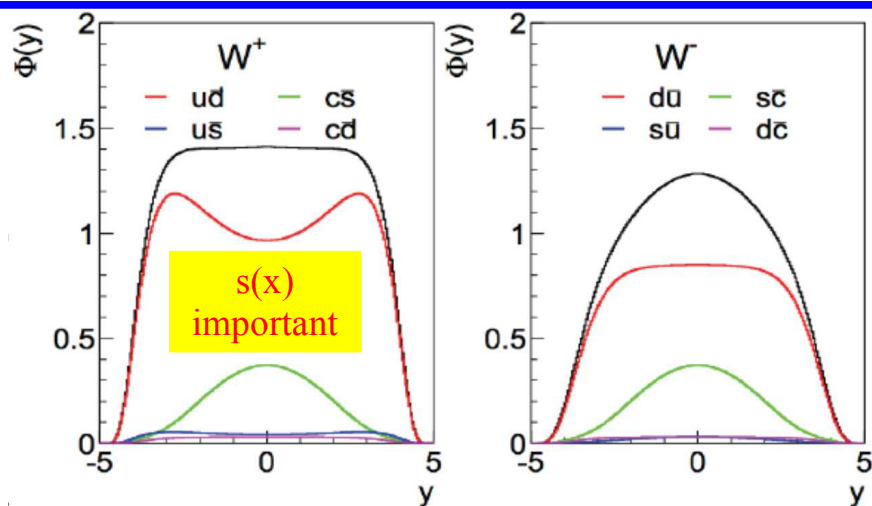 Φ(y)
2
1.5
1
0.5
0
W⁺
ud̄
cs̄
us̄
cd̄
s(x)
important
-5
0
5
y
Φ(y)
2
1.5
1
0.5
0
W⁻
dū
sc̄
sū
dc̄
-5
0
5
y